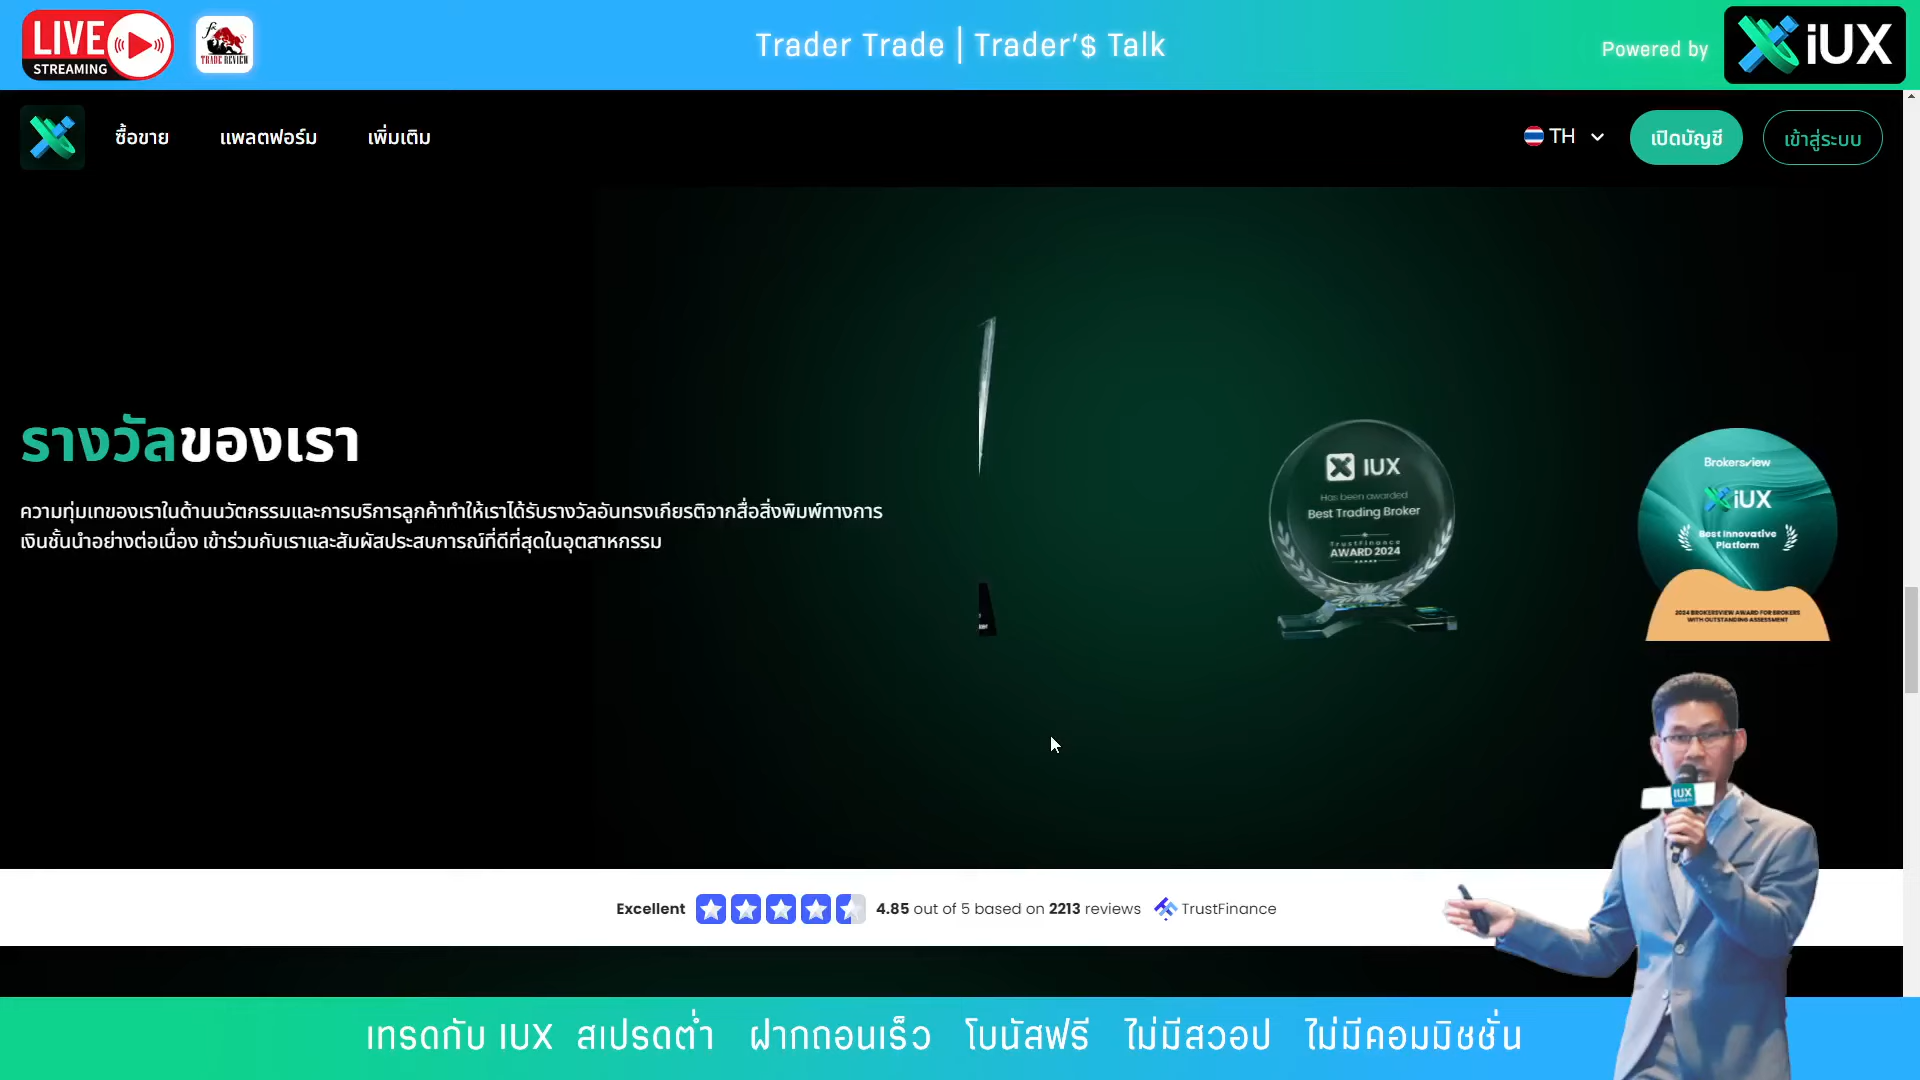 LIVE
STREAMING
TRADE REVIEW
Trader Trade | Trader'$ Talk
Powered by
iUX
ซื้อขาย
แพลตฟอร์ม
เพิ่มเติม
TH
เปิดบัญชี
เข้าสู่ระบบ
รางวัลของเรา
ความทุ่มเทของเราในด้านนวัตกรรมและการบริการลูกค้าทำให้เราได้รับรางวัลอันทรงเกียรติจากสื่อสิ่งพิมพ์ทางการ
เงินชั้นนำอย่างต่อเนื่อง เข้าร่วมกับเราและสัมผัสประสบการณ์ที่ดีที่สุดในอุตสาหกรรม
IUX
Has been awarded
Best Trading Broker
TrustFinance
AWARD 2024
Brokersview
iUX
Best Innovative
Platform
2024 BROKERSVIEW AWARD FOR BROKERS
WITH OUTSTANDING ASSESSMENT
IUX
Excellent
4.85 out of 5 based on 2213 reviews
TrustFinance
เทรดกับ IUX สเปรดต่ำ ฝากถอนเร็ว โบนัสฟรี ไม่มีสวอป ไม่มีคอมมิชชั่น